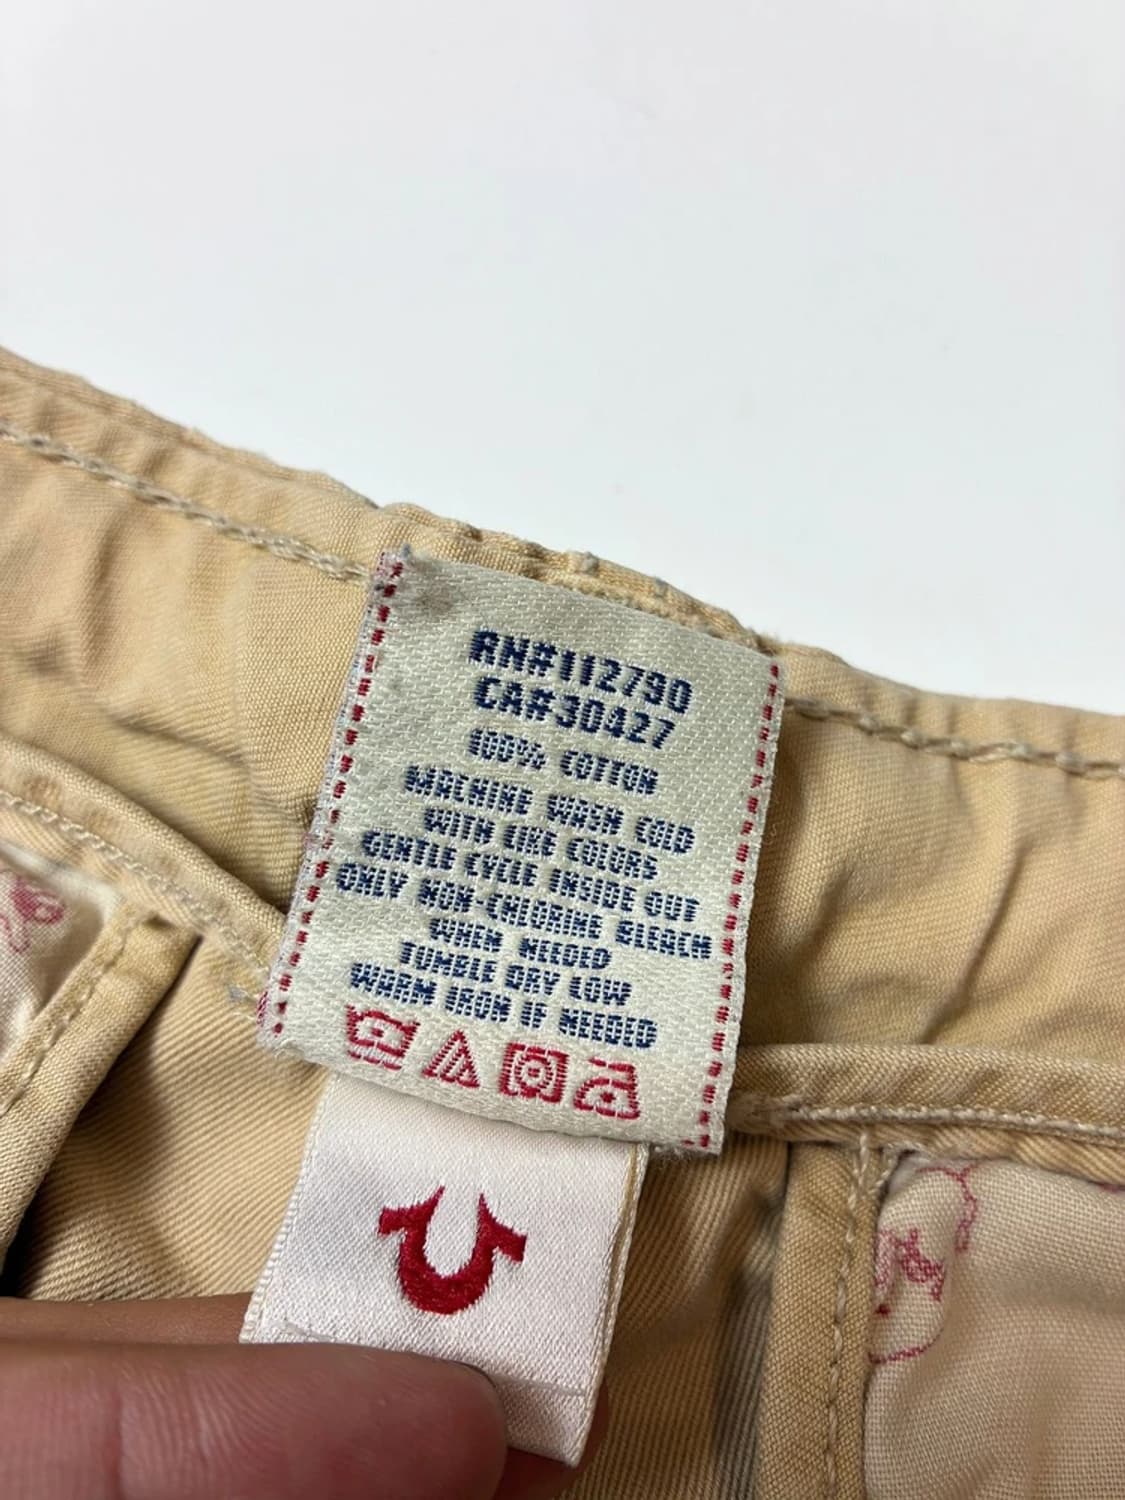 RN#112790
CA#30427
100% COTTON
MACHINE WASH COLD
WITH LIKE COLORS
GENTLE CYCLE INSIDE OUT
ONLY NON-CHLORINE BLEACH
WHEN NEEDED
TUMBLE DRY LOW
WARM IRON IF NEEDED